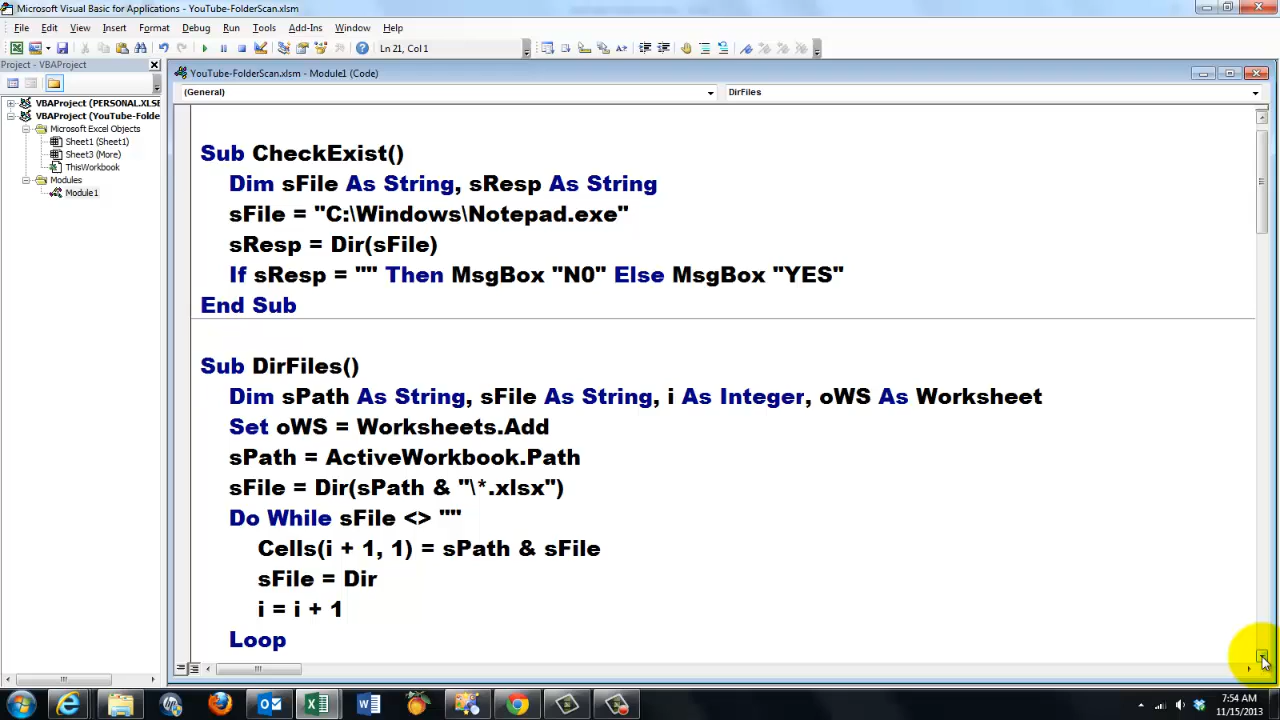 Microsoft Visual Basic for Applications - YouTube-FolderScan.xlsm
File Edit View Insert Format Debug Run Tools Add-Ins Window Help
Ln 21, Col 1
Project - VBAProject
YouTube-FolderScan.xlsm - Module1 (Code)
(General) DirFiles
VBAProject (PERSONAL.XLSB
VBAProject (YouTube-Folde
Microsoft Excel Objects
Sheet1 (Sheet1)
Sheet3 (More)
ThisWorkbook
Modules
Module1
Sub CheckExist()
Dim sFile As String, sResp As String
sFile = "C:\Windows\Notepad.exe"
sResp = Dir(sFile)
If sResp = "" Then MsgBox "N0" Else MsgBox "YES"
End Sub
Sub DirFiles()
Dim sPath As String, sFile As String, i As Integer, oWS As Worksheet
Set oWS = Worksheets.Add
sPath = ActiveWorkbook.Path
sFile = Dir(sPath & "\*.xlsx")
Do While sFile <> ""
Cells(i + 1, 1) = sPath & sFile
sFile = Dir
i = i + 1
Loop
7:54 AM
11/15/2013